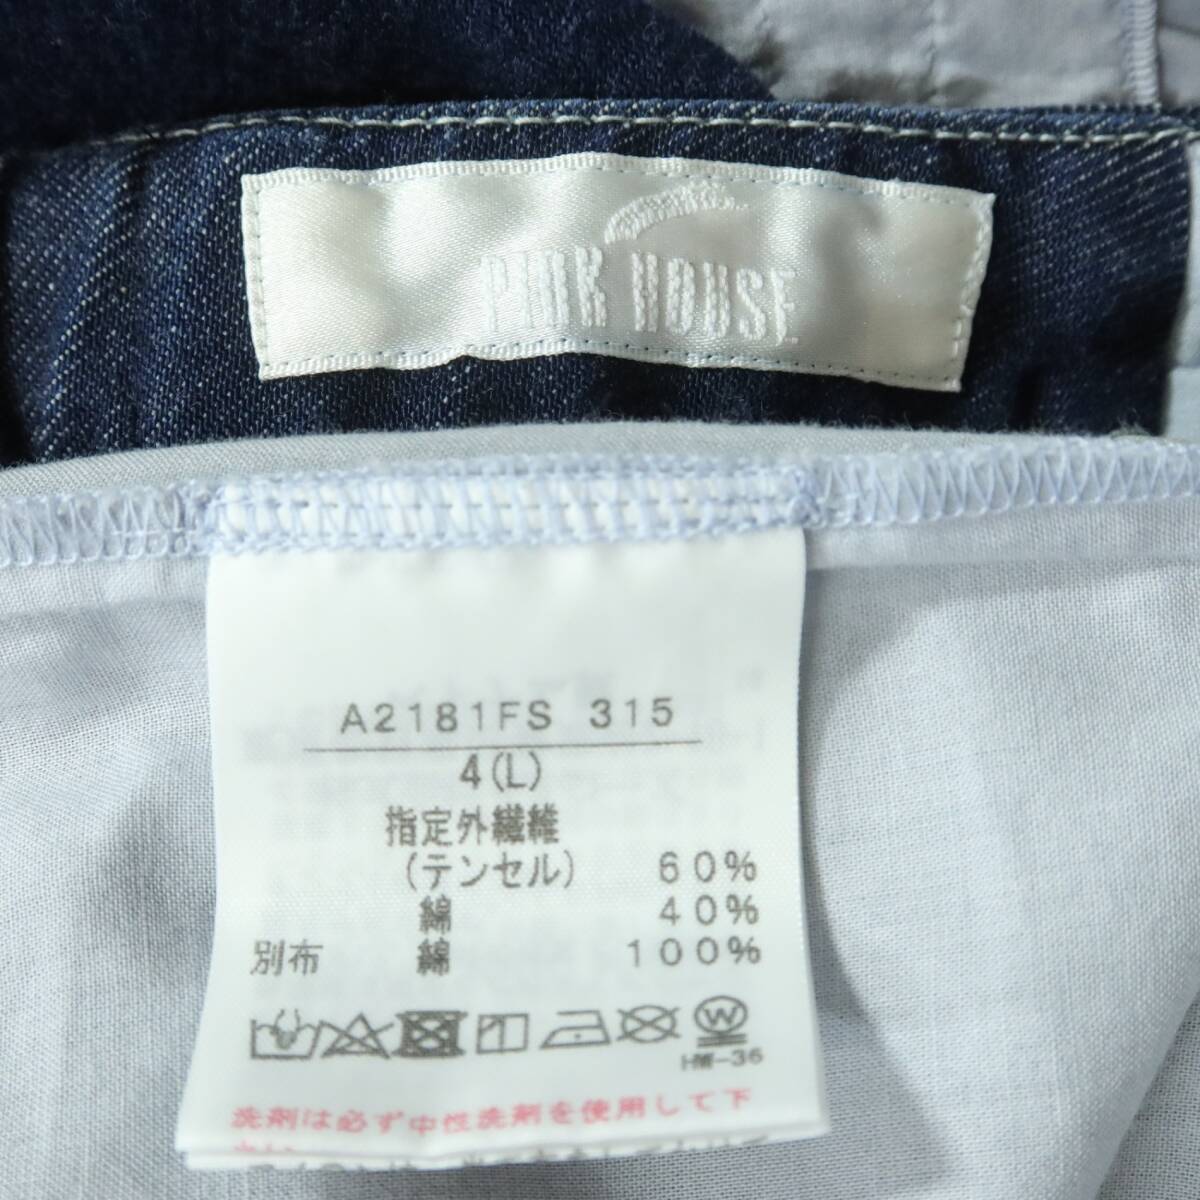 PINK HOUSE
A2181FS 315
4(L)
指定外繊維
(テンセル) 60%
綿 40%
別布 綿 100%
W
HM-36
洗剤は必ず中性洗剤を使用して下
さい